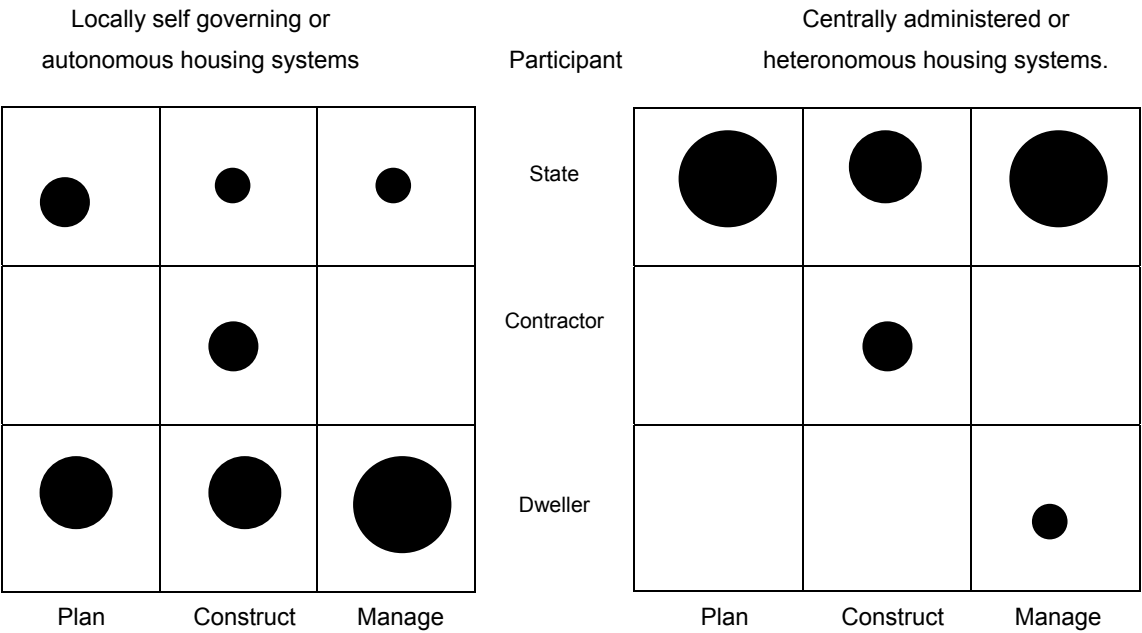 Locally self governing or
autonomous housing systems
Participant
Centrally administered or
heteronomous housing systems.
State
Contractor
Dweller
Plan Construct Manage
Plan Construct Manage